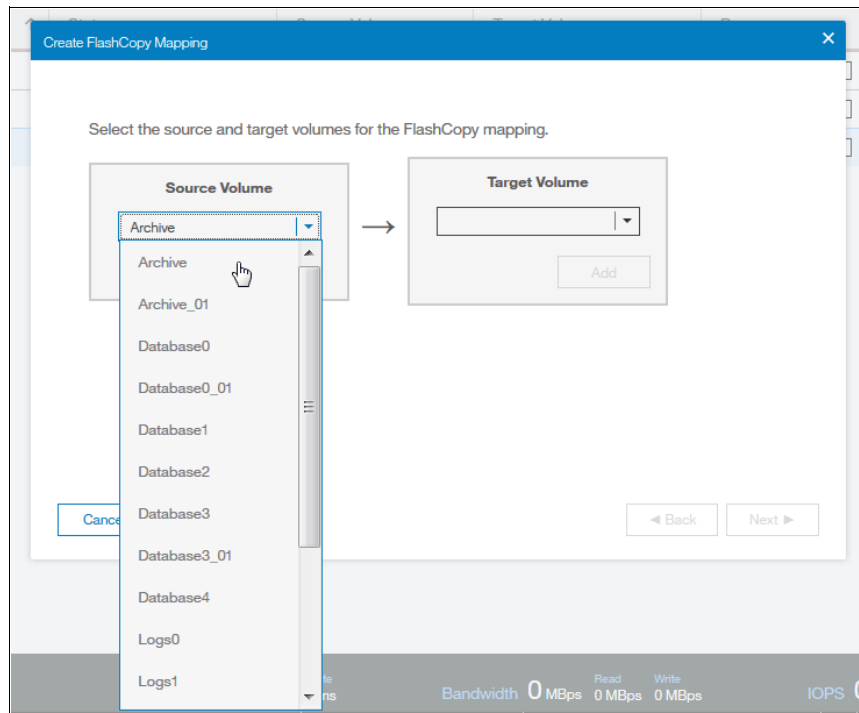 Create FlashCopy Mapping
Select the source and target volumes for the FlashCopy mapping.
Source Volume
Target Volume
Archive
Add
Archive
Archive_01
Database0
Database0_01
Database1
Database2
Database3
Database3_01
Database4
Logs0
Logs1
Cance
Back
Next
Bandwidth 0 MBps
Read
0 MBps
Write
0 MBps
IOPS